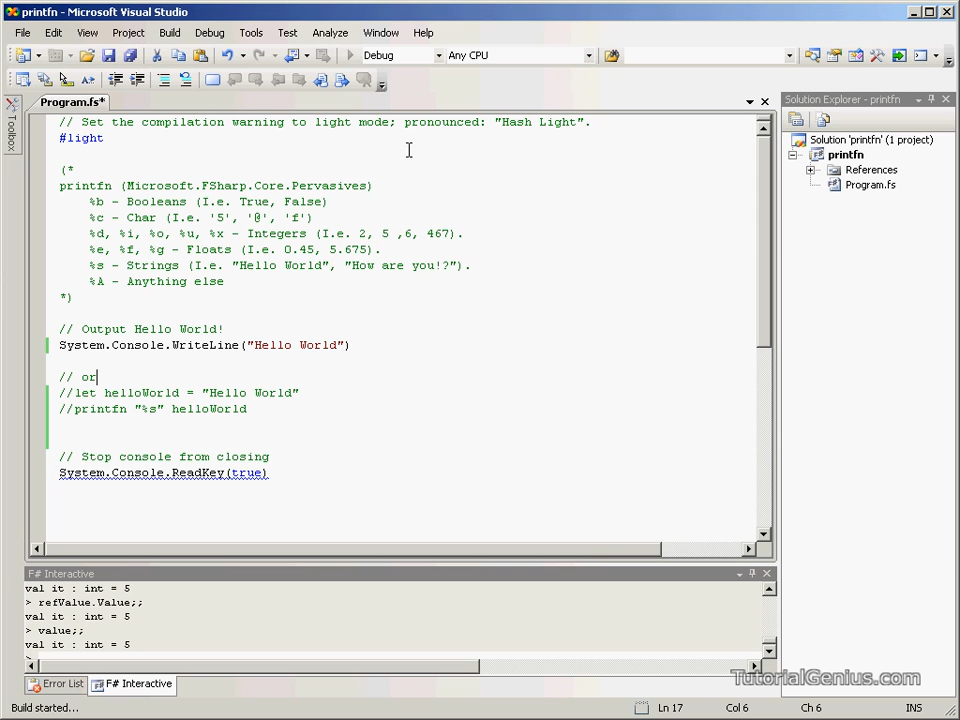 printfn - Microsoft Visual Studio
File Edit View Project Build Debug Tools Test Analyze Window Help
Debug Any CPU
Program.fs*
Toolbox
// Set the compilation warning to light mode; pronounced: "Hash Light".
#light
(*
printfn (Microsoft.FSharp.Core.Pervasives)
%b - Booleans (I.e. True, False)
%c - Char (I.e. '5', '@', 'f')
%d, %i, %o, %u, %x - Integers (I.e. 2, 5 ,6, 467).
%e, %f, %g - Floats (I.e. 0.45, 5.675).
%s - Strings (I.e. "Hello World", "How are you!?").
%A - Anything else
*)
// Output Hello World!
System.Console.WriteLine("Hello World")
// or
//let helloWorld = "Hello World"
//printfn "%s" helloWorld
// Stop console from closing
System.Console.ReadKey(true)
Solution Explorer - printfn
Solution 'printfn' (1 project)
printfn
References
Program.fs
F# Interactive
val it : int = 5
> refValue.Value;;
val it : int = 5
> value;;
val it : int = 5
>
Error List F# Interactive
TutorialGenius.com
Build started... Ln 17 Col 6 Ch 6 INS